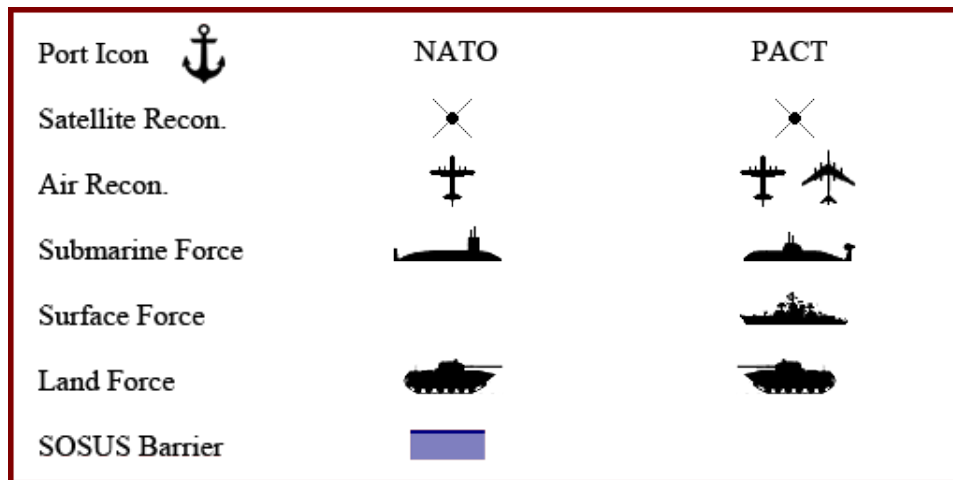 Port Icon NATO PACT
Satellite Recon.
Air Recon.
Submarine Force
Surface Force
Land Force
SOSUS Barrier